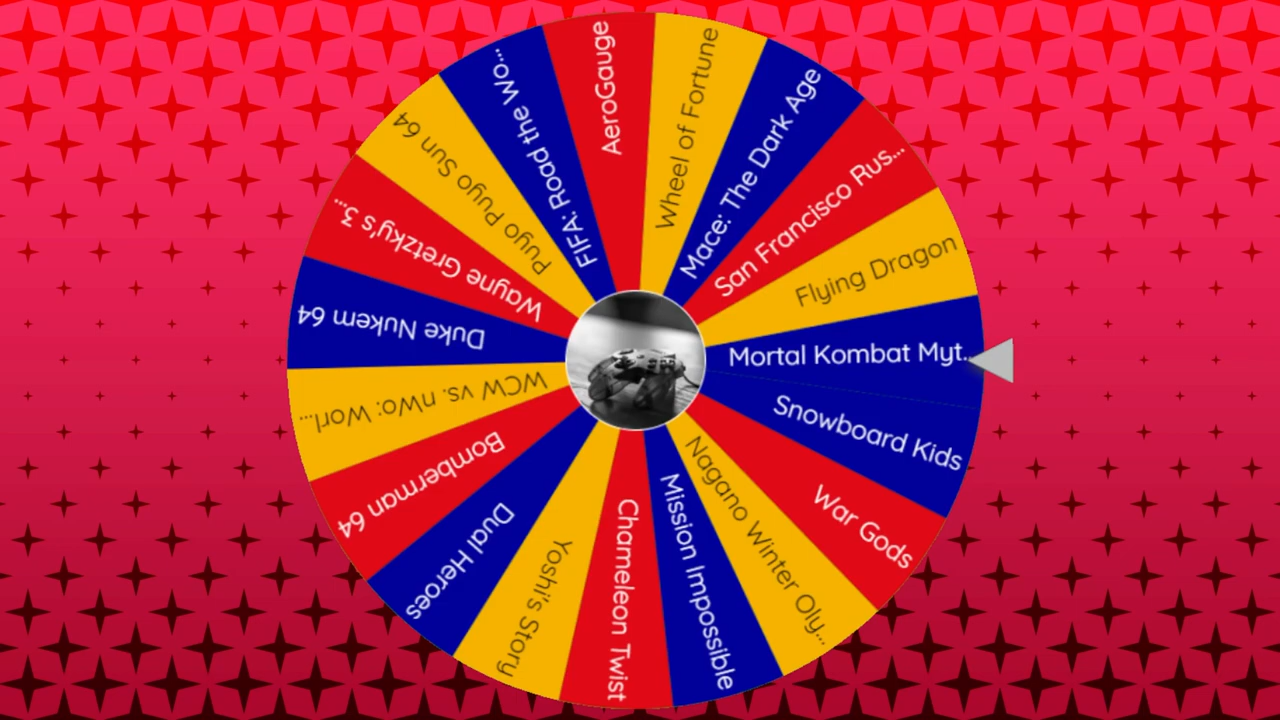 AeroGauge
Wheel of Fortune
Mace: The Dark Age
San Francisco Rus...
Flying Dragon
Mortal Kombat Myt...
Snowboard Kids
War Gods
Nagano Winter Oly...
Mission Impossible
Chameleon Twist
Yoshi's Story
Dual Heroes
Bomberman 64
WCW vs. nWo: Worl...
Duke Nukem 64
Wayne Gretzky's 3...
Puyo Puyo Sun 64
FIFA: Road the Wo...